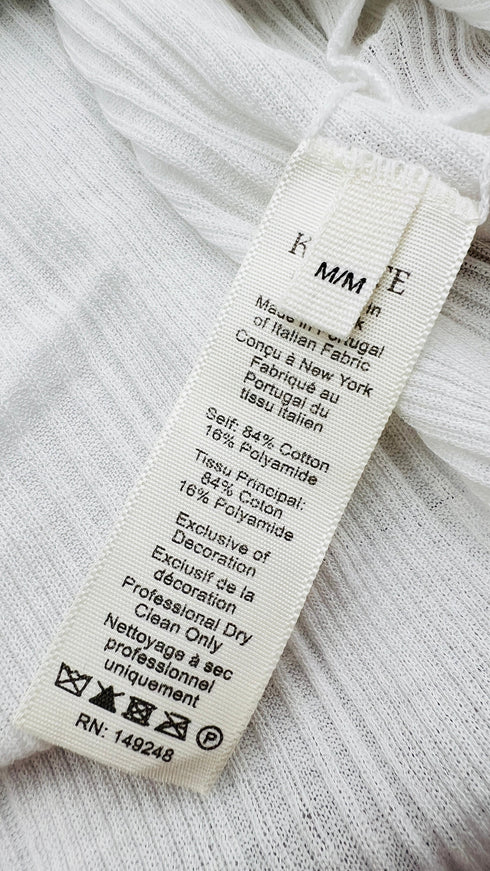 M/M
Made in Portugal
of Italian Fabric
Conçu à New York
Fabriqué au
Portugal du
tissu italien
Self: 84% Cotton
16% Polyamide
Tissu Principal:
84% Coton
16% Polyamide
Exclusive of
Decoration
Exclusif de la
décoration
Professional Dry
Clean Only
Nettoyage à sec
professionnel
uniquement
P
RN: 149248